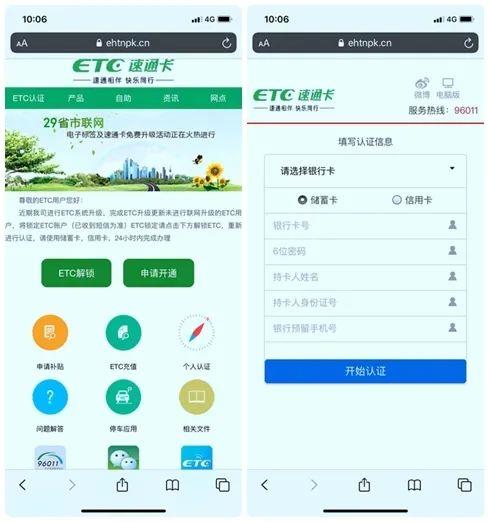 10:06
4G
AA
ehtnpk.cn
ETC 速通卡
速通相伴 快乐同行
ETC认证
产品
自助
资讯
网点
29省市联网
电子标签及速通卡免费升级活动正在火热进行
尊敬的ETC用户您好：
近期我司进行ETC系统升级，完成ETC升级更新未进行联网升级的ETC用
户，将锁定ETC账户（已收到短信为准）ETC锁定请点击下方解锁ETC，重新
进行认证，请使用储蓄卡，信用卡，24小时内完成办理
ETC解锁
申请开通
申请补贴
ETC充值
个人认证
问题解答
停车应用
相关文件
96011
ETC
10:06
4G
AA
ehtnpk.cn
ETC 速通卡
速通相伴 快乐同行
微博
电脑版
服务热线：96011
填写认证信息
请选择银行卡
储蓄卡
信用卡
银行卡号
6位密码
持卡人姓名
持卡人身份证号
银行预留手机号
开始认证